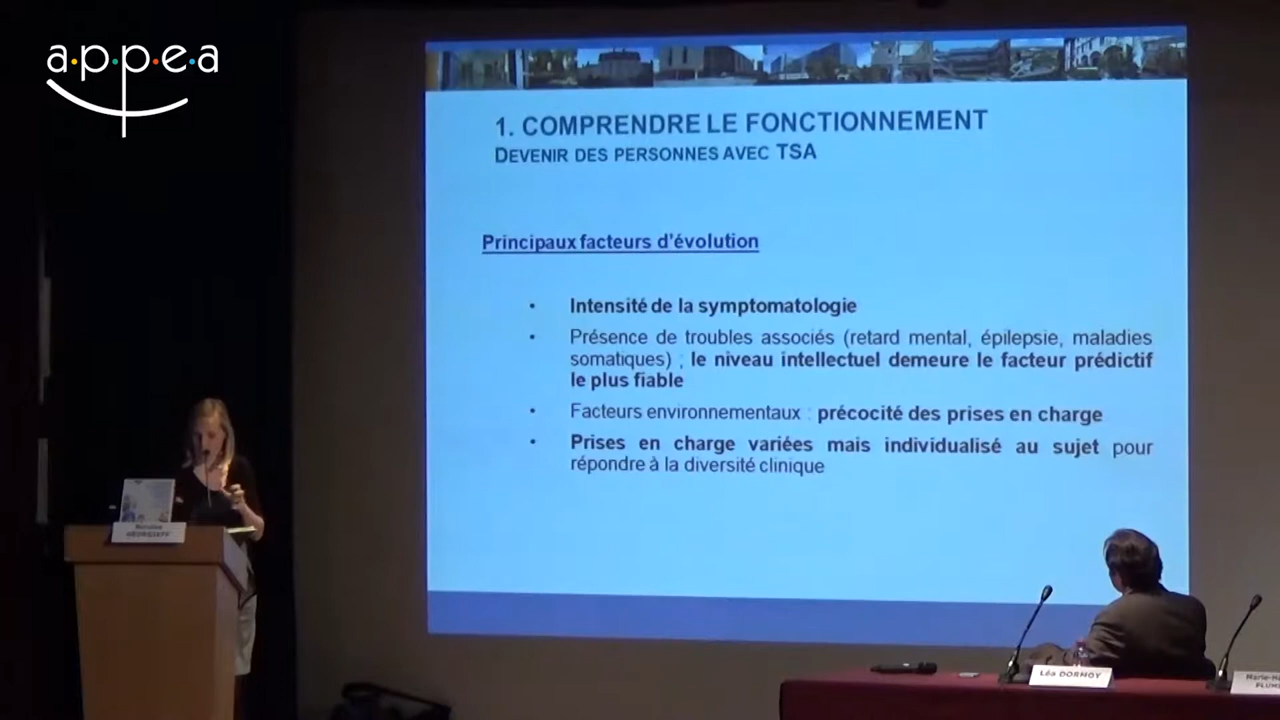 a·p·p·e·a
1. COMPRENDRE LE FONCTIONNEMENT
DEVENIR DES PERSONNES AVEC TSA
Principaux facteurs d'évolution
• Intensité de la symptomatologie
• Présence de troubles associés (retard mental, épilepsie, maladies
somatiques) ; le niveau intellectuel demeure le facteur prédictif
le plus fiable
• Facteurs environnementaux : précocité des prises en charge
• Prises en charge variées mais individualisé au sujet pour
répondre à la diversité clinique
Léa DORMOY